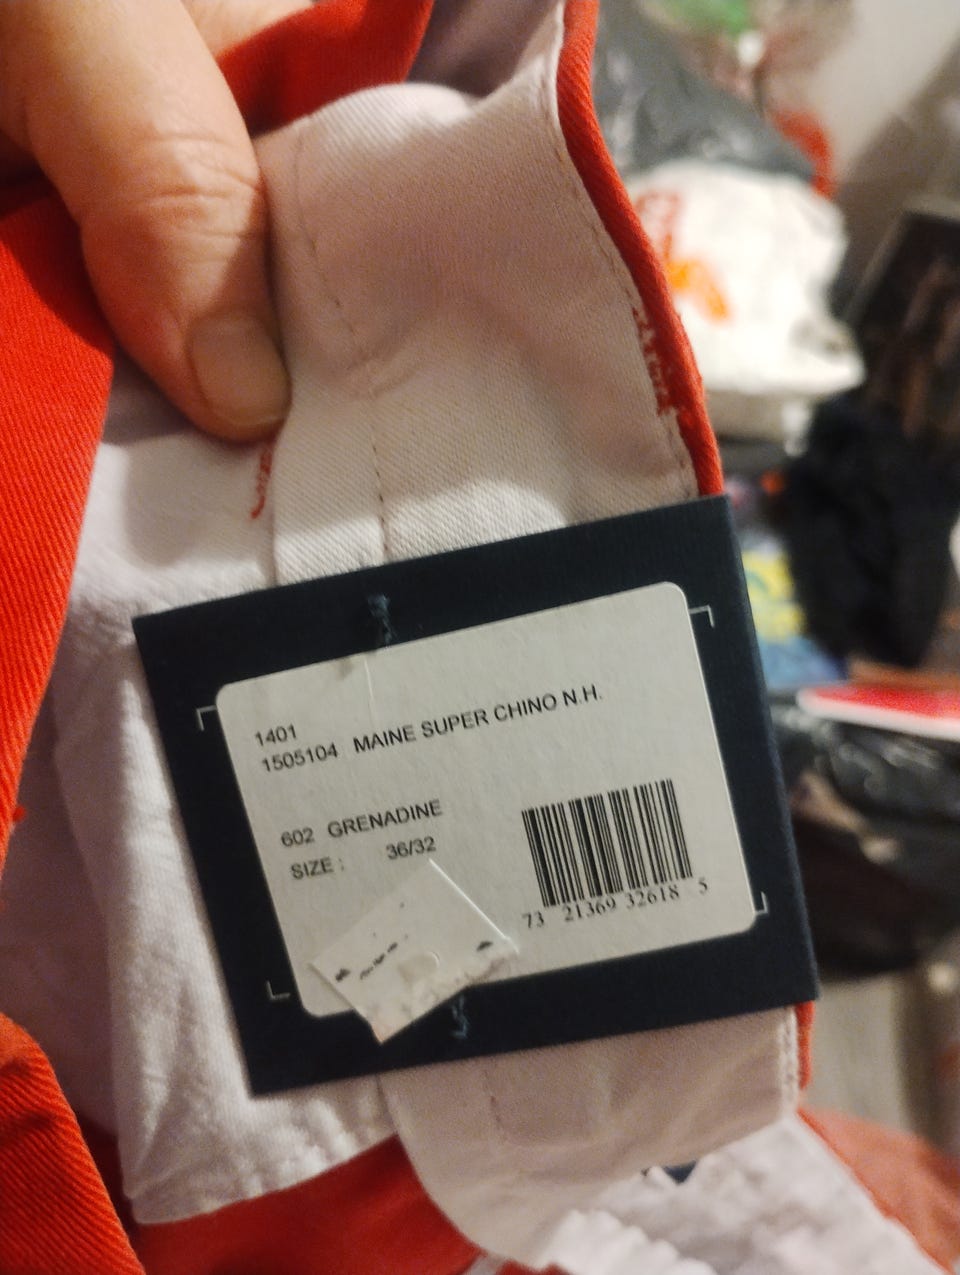 1401
1505104 MAINE SUPER CHINO N.H.
602 GRENADINE
SIZE : 36/32
73 21369 32618 5